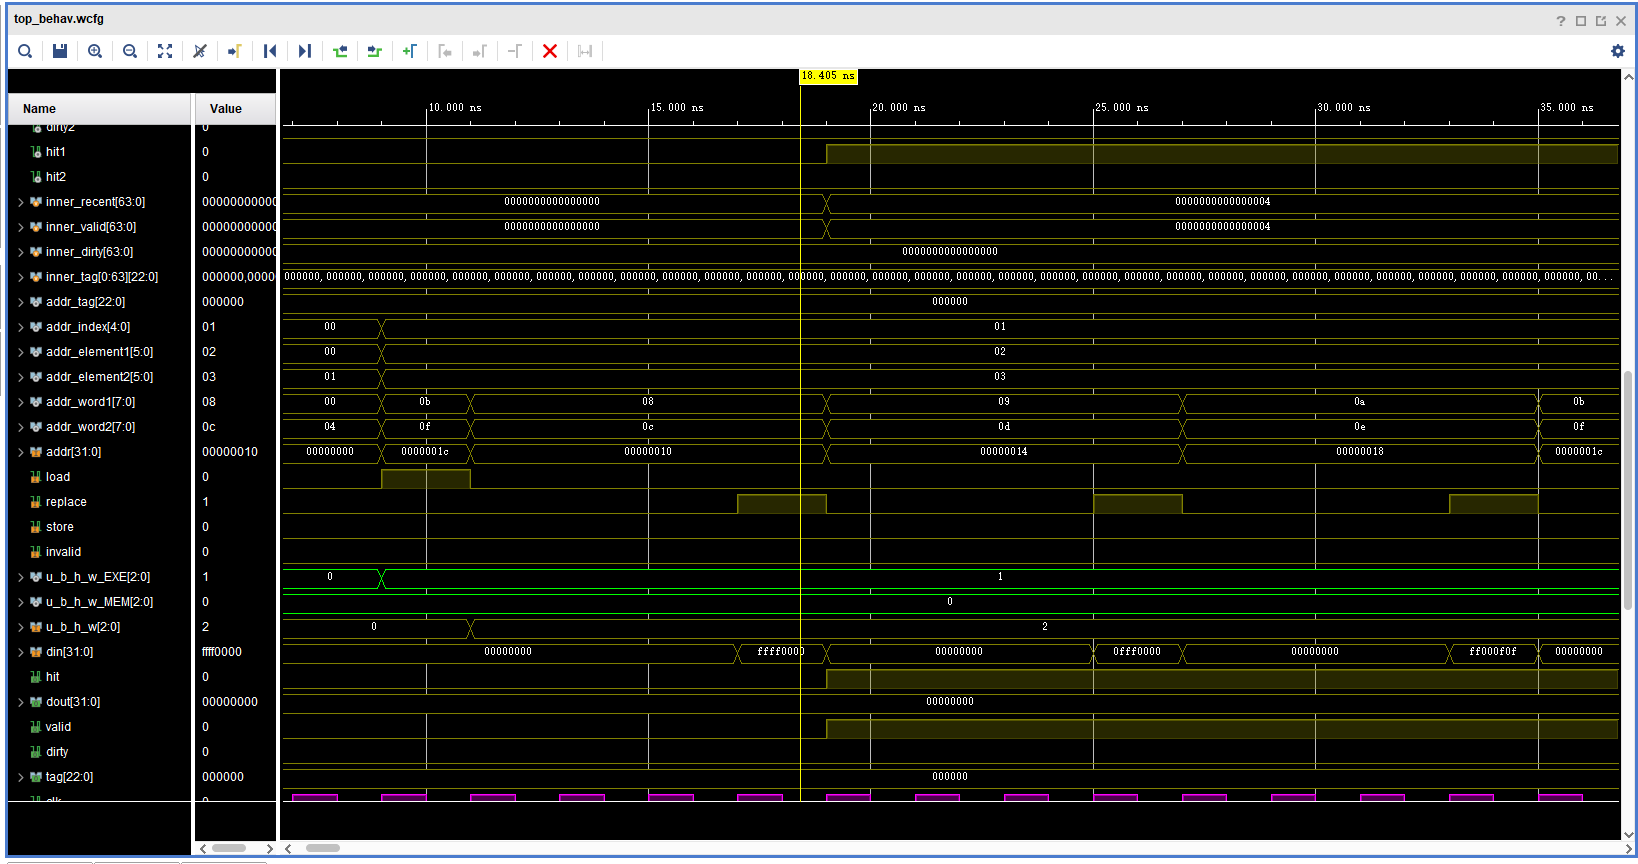 top_behav.wcfg
18.405 ns
Name Value
10.000 ns 15.000 ns 20.000 ns 25.000 ns 30.000 ns 35.000 ns
dirty2 0
hit1 0
hit2 0
inner_recent[63:0] 00000000000 0000000000000000 0000000000000004
inner_valid[63:0] 00000000000 0000000000000000 0000000000000004
inner_dirty[63:0] 00000000000 0000000000000000
inner_tag[0:63][22:0] 000000,0000 000000,000000,000000,000000,000000,000000,000000,000000,000000,000000,000000,000000,000000,000000,000000,000000,000000,000000,000000,000000,000000,000000,000000,000000,000000,000000,000000,000000,000000,000000,000000,00...
addr_tag[22:0] 000000 000000
addr_index[4:0] 01 00 01
addr_element1[5:0] 02 00 02
addr_element2[5:0] 03 01 03
addr_word1[7:0] 08 00 0b 08 09 0a 0b
addr_word2[7:0] 0c 04 0f 0c 0d 0e 0f
addr[31:0] 00000010 00000000 0000001c 00000010 00000014 00000018 0000001c
load 0
replace 1
store 0
invalid 0
u_b_h_w_EXE[2:0] 1 0 1
u_b_h_w_MEM[2:0] 0 0
u_b_h_w[2:0] 2 0 2
din[31:0] ffff0000 00000000 ffff0000 00000000 0fff0000 00000000 ff000f0f 00000000
hit 0
dout[31:0] 00000000 00000000
valid 0
dirty 0
tag[22:0] 000000 000000